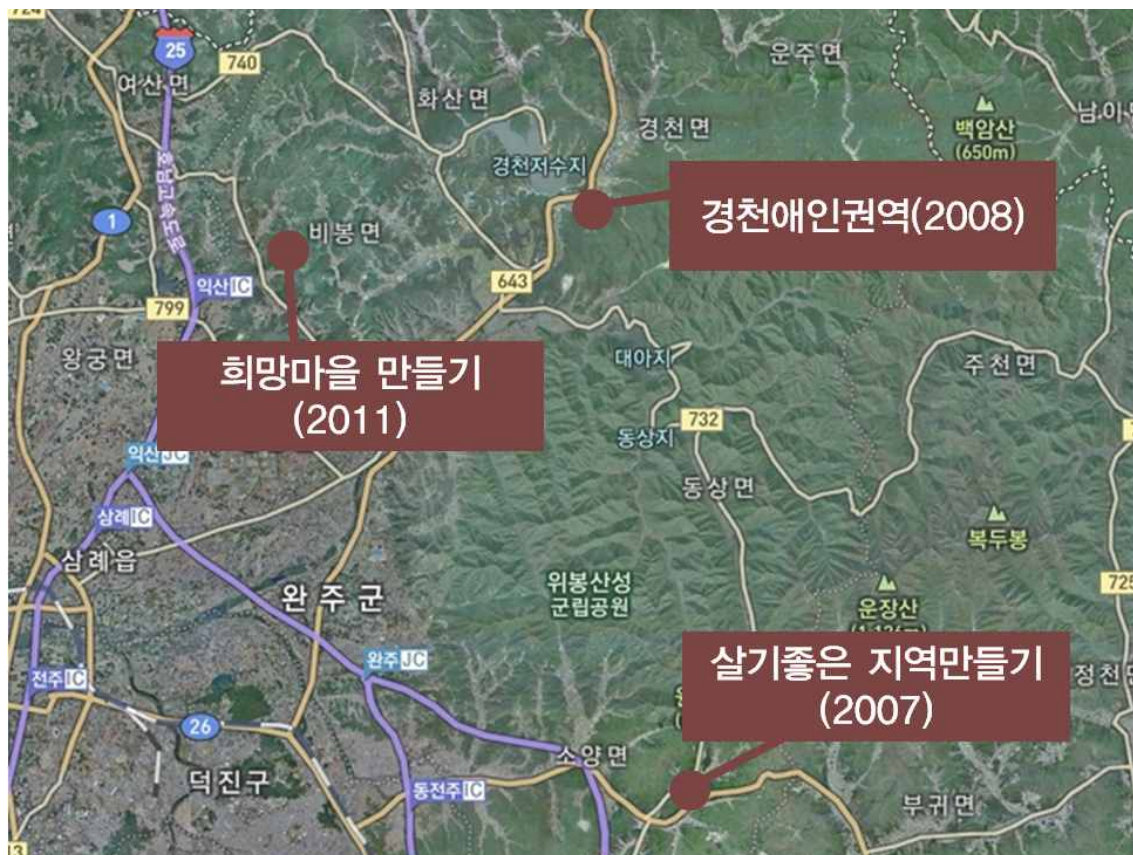 25
740
여산면
화산면
운주면
경천면
백암산
(650m)
경천저수지
호남고속도로
1
비봉면
경천애인권역(2008)
익산IC
799
643
왕궁면
희망마을 만들기
(2011)
대아지
주천면
732
동상지
익산JC
동상면
삼례IC
삼례읍
복두봉
완주군
위봉산성
군립공원
운장산
725
완주JC
살기좋은 지역만들기
(2007)
전주IC
26
소양면
덕진구
동전주IC
부귀면
13